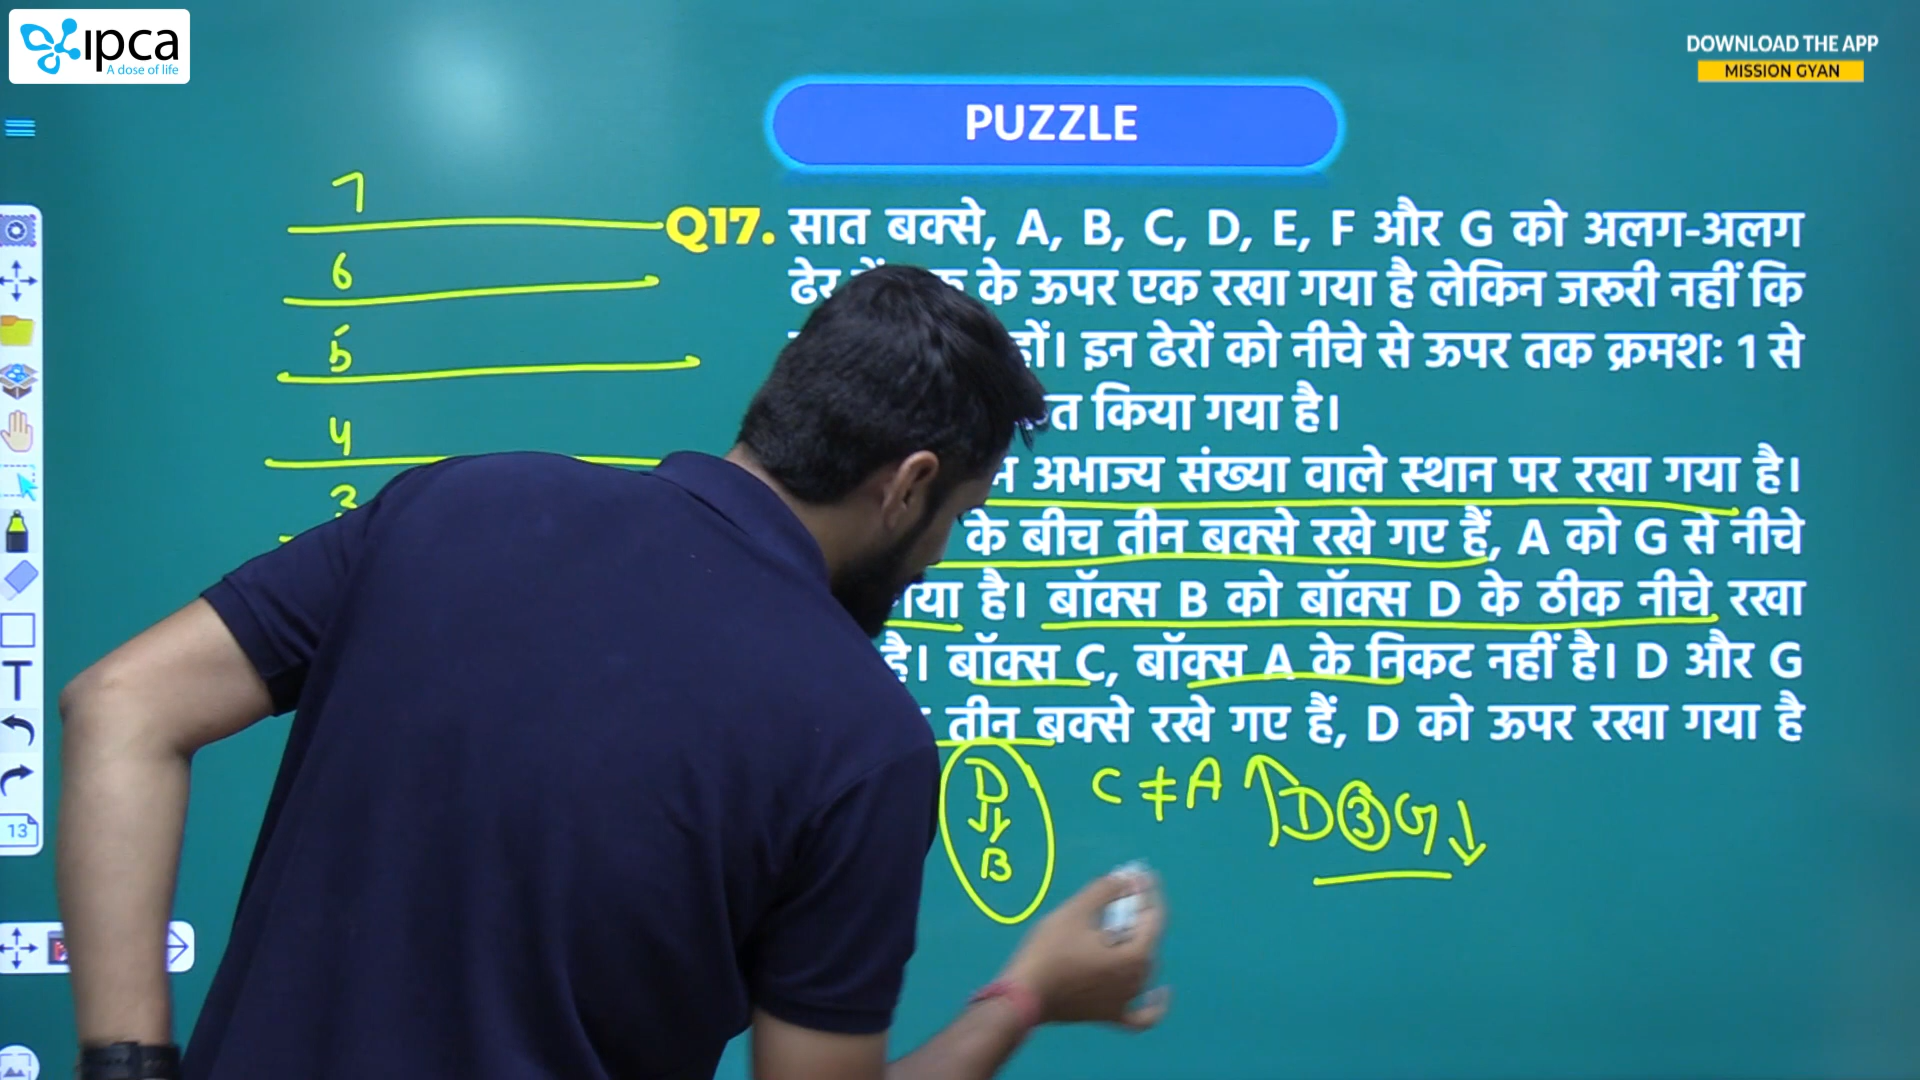 ıpca
A dose of life
DOWNLOAD THE APP
MISSION GYAN
PUZZLE
Q17. सात बक्से, A, B, C, D, E, F और G को अलग-अलग
के ऊपर एक रखा गया है लेकिन जरूरी नहीं कि
हों। इन ढेरों को नीचे से ऊपर तक क्रमशः 1 से
किया गया है।
अभाज्य संख्या वाले स्थान पर रखा गया है।
के बीच तीन बक्से रखे गए हैं, A को G से नीचे
है। बॉक्स B को बॉक्स D के ठीक नीचे रखा
है। बॉक्स C, बॉक्स A के निकट नहीं है। D और G
तीन बक्से रखे गए हैं, D को ऊपर रखा गया है
7
6
5
4
3
D
B
C ≠ A
↑D 3 G↓
T
13